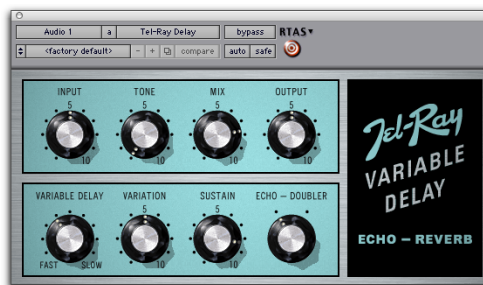 Audio 1 a Tel-Ray Delay bypass RTAS
<factory default> - + compare auto safe
INPUT TONE MIX OUTPUT
5 5 5 5
10 10 10 10
VARIABLE DELAY VARIATION SUSTAIN ECHO – DOUBLER
5 5
FAST SLOW 10 10
Tel-Ray
VARIABLE
DELAY
ECHO – REVERB